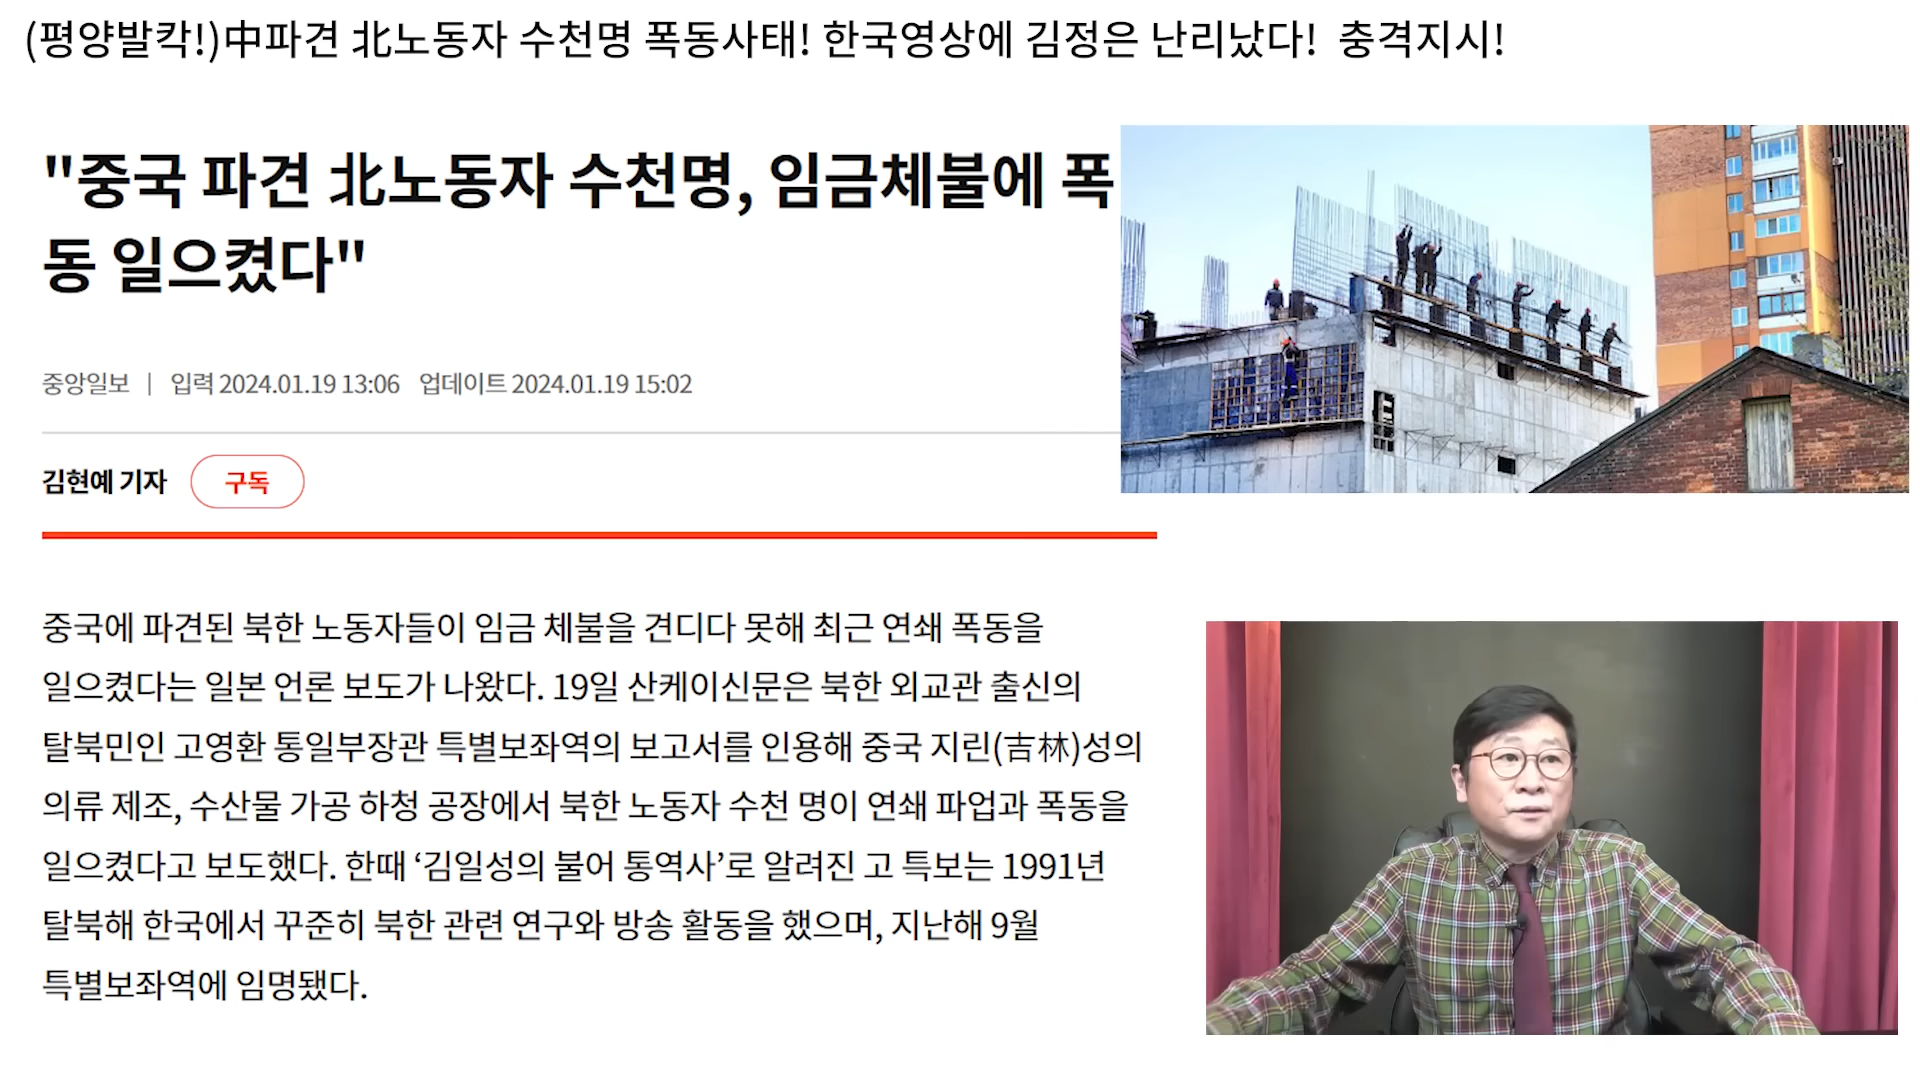 (평양발칵!)中파견 北노동자 수천명 폭동사태! 한국영상에 김정은 난리났다! 충격지시!
"중국 파견 北노동자 수천명, 임금체불에 폭
동 일으켰다"
중앙일보 | 입력 2024.01.19 13:06 업데이트 2024.01.19 15:02
김현예 기자 구독
중국에 파견된 북한 노동자들이 임금 체불을 견디다 못해 최근 연쇄 폭동을
일으켰다는 일본 언론 보도가 나왔다. 19일 산케이신문은 북한 외교관 출신의
탈북민인 고영환 통일부장관 특별보좌역의 보고서를 인용해 중국 지린(吉林)성의
의류 제조, 수산물 가공 하청 공장에서 북한 노동자 수천 명이 연쇄 파업과 폭동을
일으켰다고 보도했다. 한때 ‘김일성의 불어 통역사’로 알려진 고 특보는 1991년
탈북해 한국에서 꾸준히 북한 관련 연구와 방송 활동을 했으며, 지난해 9월
특별보좌역에 임명됐다.